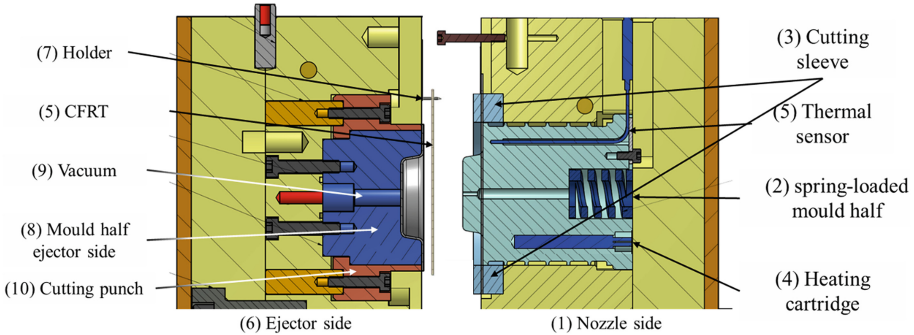 (7) Holder
(5) CFRT
(9) Vacuum
(8) Mould half
ejector side
(10) Cutting punch
(6) Ejector side
(3) Cutting
sleeve
(5) Thermal
sensor
(2) spring-loaded
mould half
(4) Heating
cartridge
(1) Nozzle side